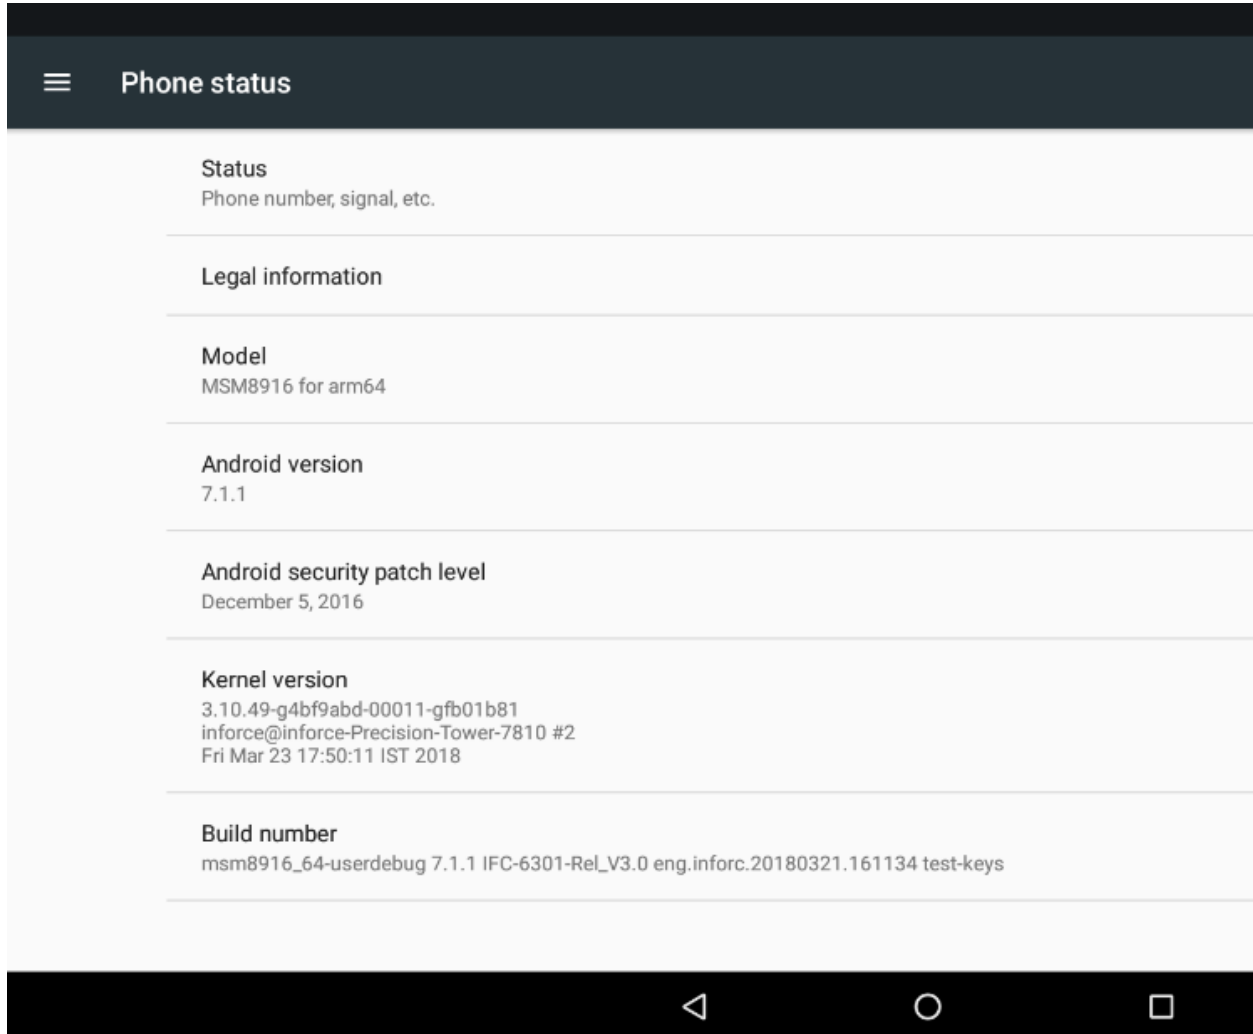 Phone status
Status
Phone number, signal, etc.
Legal information
Model
MSM8916 for arm64
Android version
7.1.1
Android security patch level
December 5, 2016
Kernel version
3.10.49-g4bf9abd-00011-gfb01b81
inforce@inforce-Precision-Tower-7810 #2
Fri Mar 23 17:50:11 IST 2018
Build number
msm8916_64-userdebug 7.1.1 IFC-6301-Rel_V3.0 eng.inforc.20180321.161134 test-keys